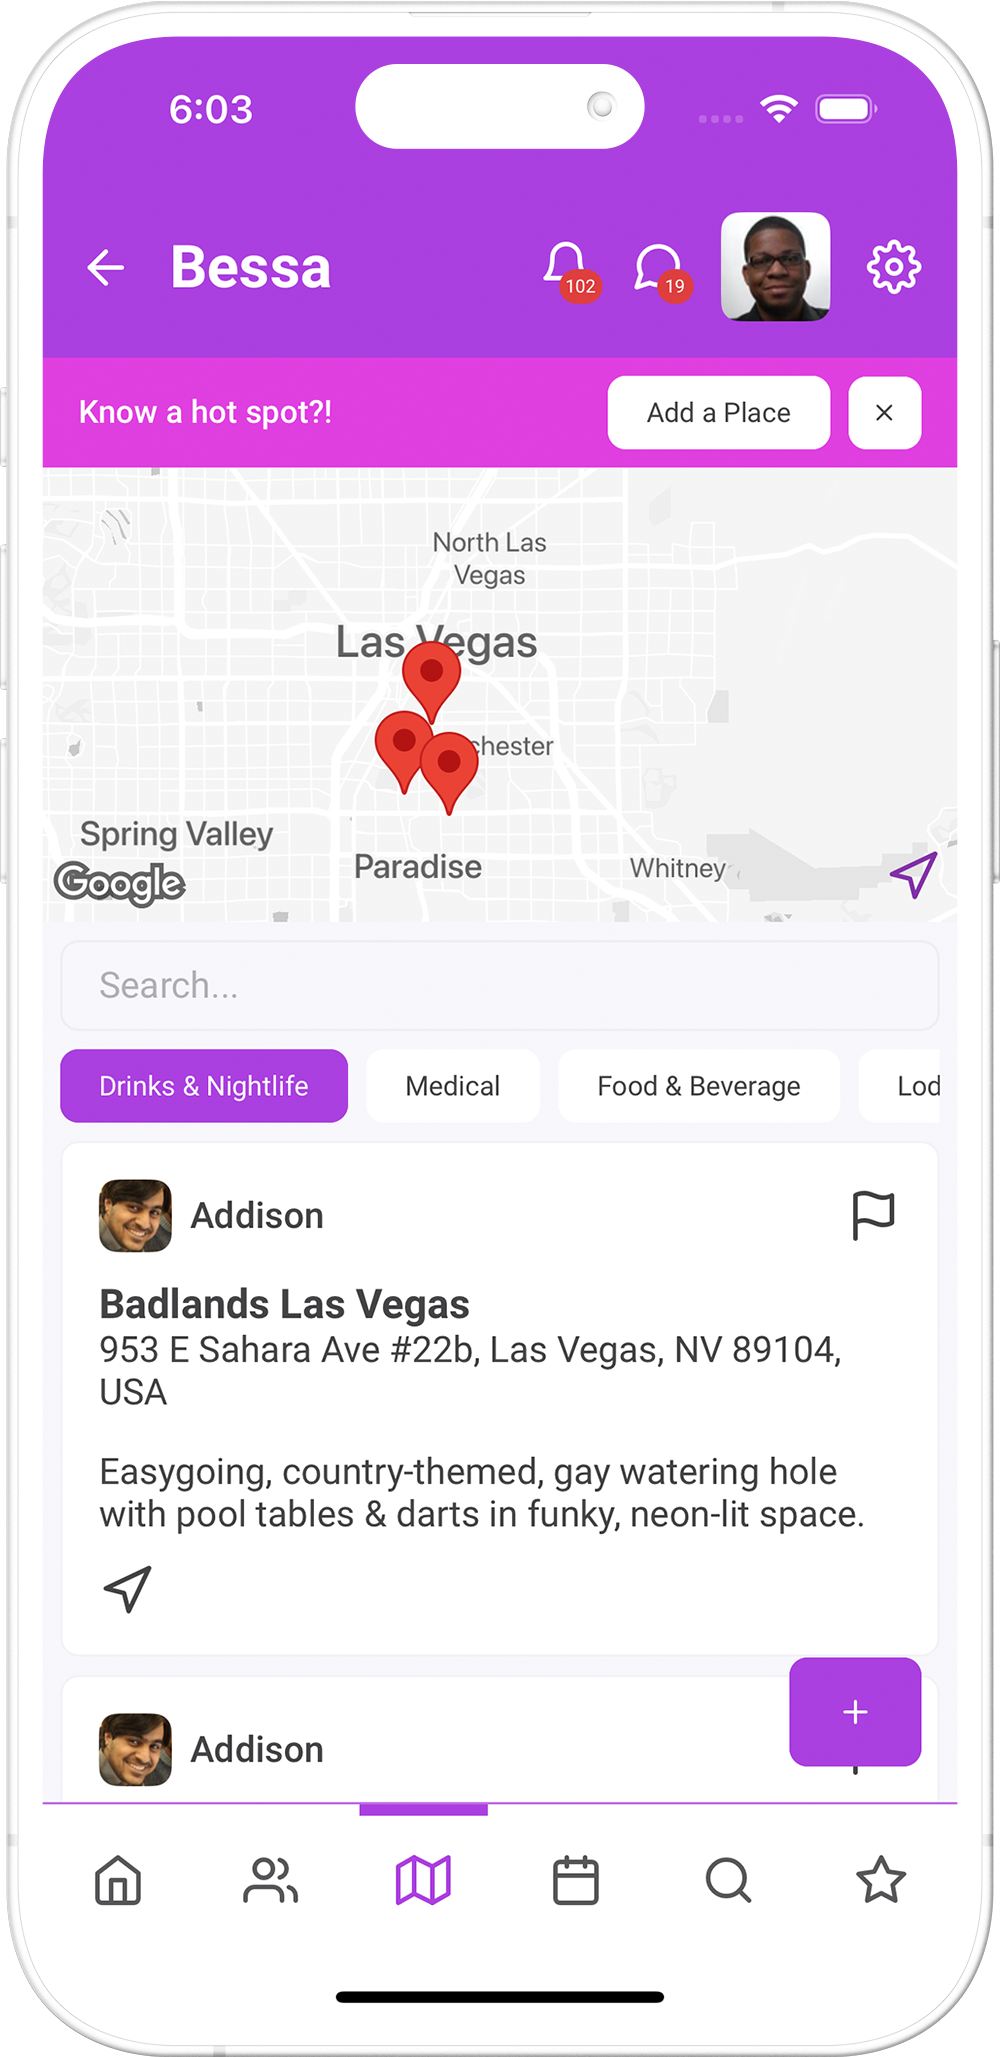 6:03
Bessa
102
19
Know a hot spot?!
Add a Place
North Las
Vegas
Las Vegas
chester
Spring Valley
Paradise
Whitney
Google
Search...
Drinks & Nightlife
Medical
Food & Beverage
Lod
Addison
Badlands Las Vegas
953 E Sahara Ave #22b, Las Vegas, NV 89104,
USA
Easygoing, country-themed, gay watering hole
with pool tables & darts in funky, neon-lit space.
Addison